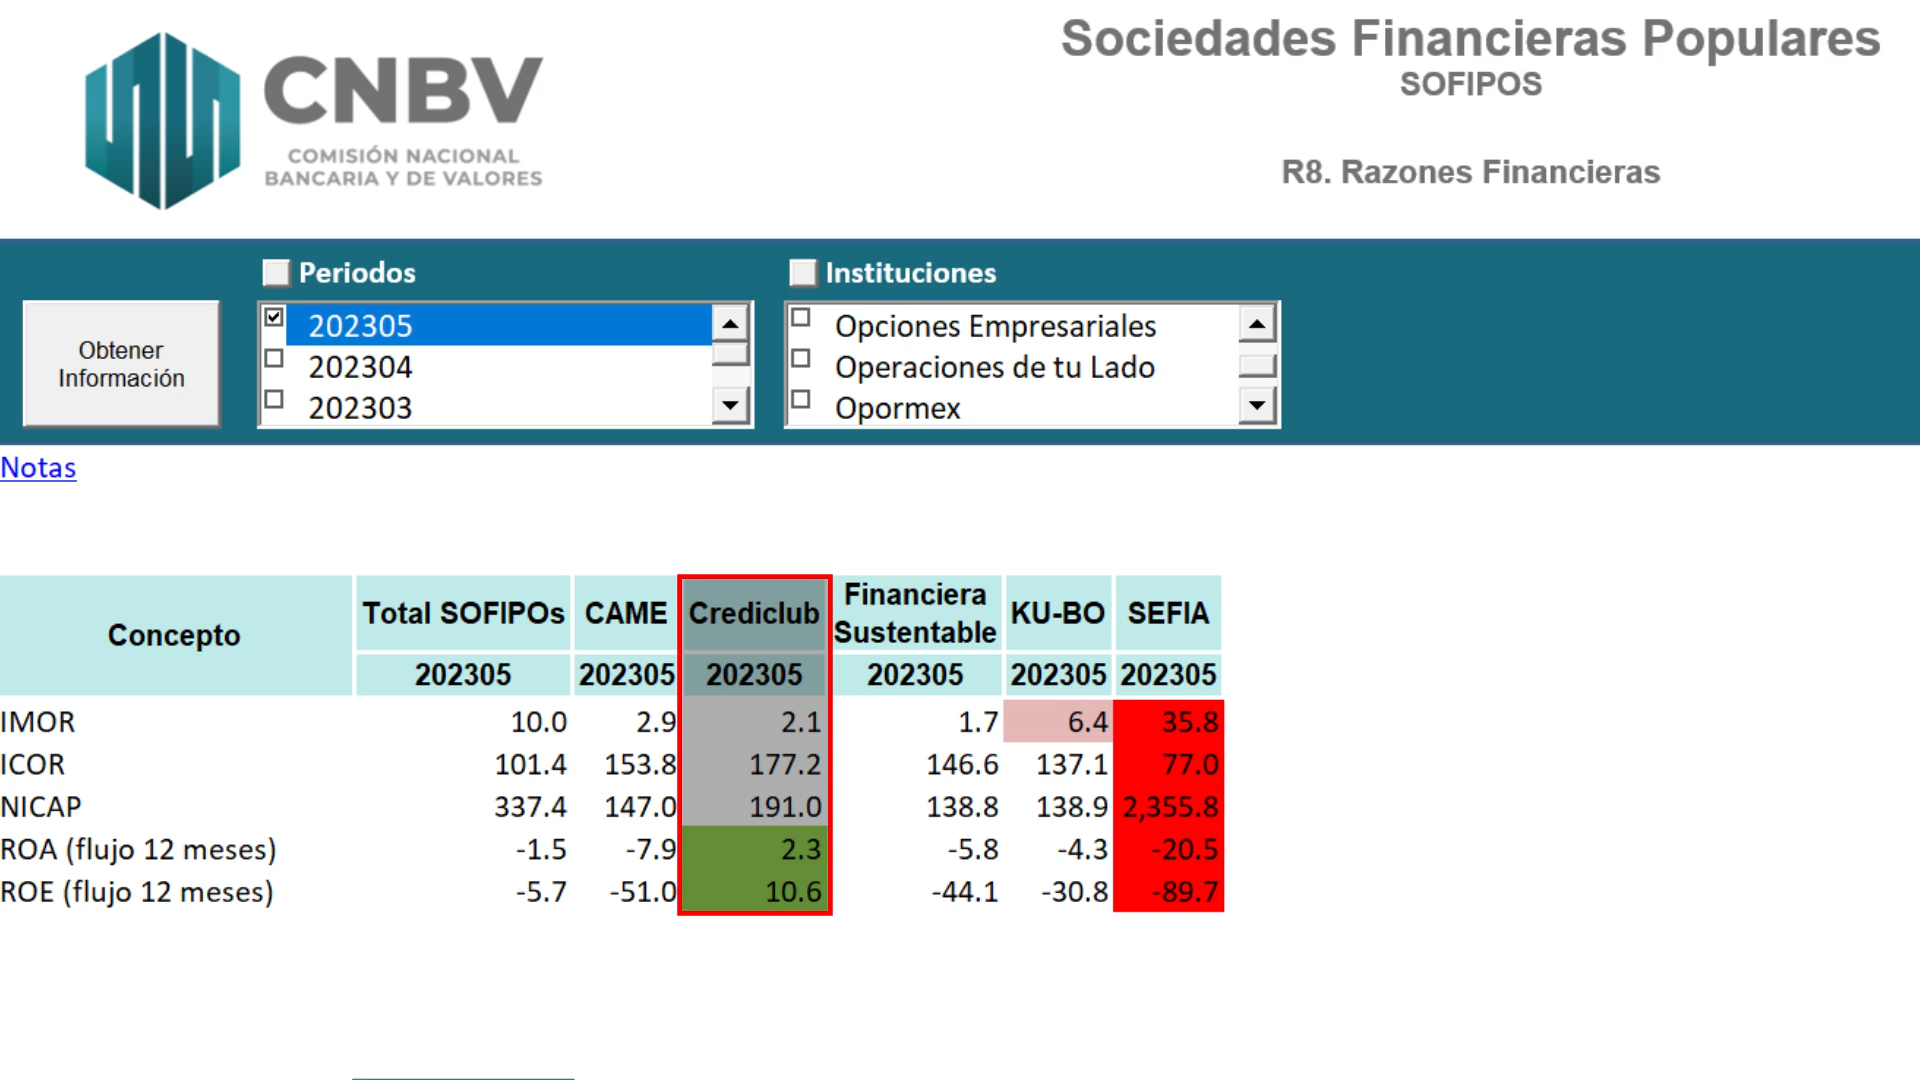 CNBV
COMISIÓN NACIONAL
BANCARIA Y DE VALORES
Sociedades Financieras Populares
SOFIPOS
R8. Razones Financieras
Obtener
Información
Periodos
202305
202304
202303
Instituciones
Opciones Empresariales
Operaciones de tu Lado
Opormex
Notas
Concepto Total SOFIPOs CAME Crediclub Financiera Sustentable KU-BO SEFIA
202305 202305 202305 202305 202305 202305
IMOR 10.0 2.9 2.1 1.7 6.4 35.8
ICOR 101.4 153.8 177.2 146.6 137.1 77.0
NICAP 337.4 147.0 191.0 138.8 138.9 2,355.8
ROA (flujo 12 meses) -1.5 -7.9 2.3 -5.8 -4.3 -20.5
ROE (flujo 12 meses) -5.7 -51.0 10.6 -44.1 -30.8 -89.7